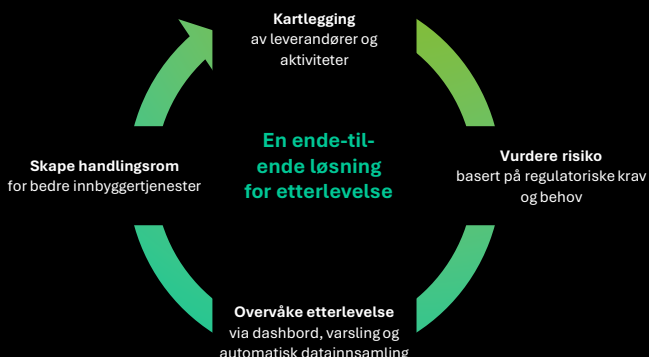 Kartlegging
av leverandører og
aktiviteter
En ende-til-
ende løsning
for etterlevelse
Vurdere risiko
basert på regulatoriske krav
og behov
Overvåke etterlevelse
via dashbord, varsling og
automatisk datainnsamling
Skape handlingsrom
for bedre innbyggertjenester